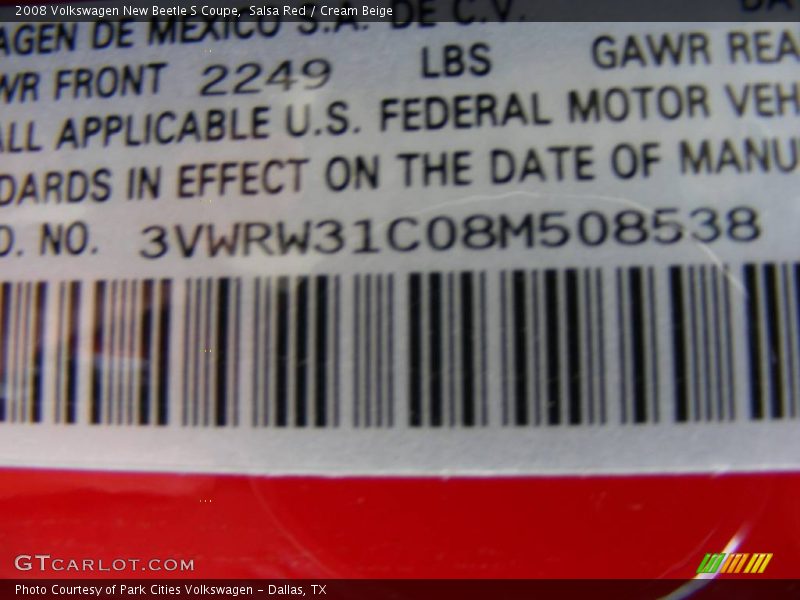 2008 Volkswagen New Beetle S Coupe, Salsa Red / Cream Beige
AGEN DE MEXICO S.A. DE C.V.
WR FRONT 2249 LBS GAWR REA
ALL APPLICABLE U.S. FEDERAL MOTOR VEH
DARDS IN EFFECT ON THE DATE OF MANU
D. NO. 3VWRW31C08M508538
GTCARLOT.COM
Photo Courtesy of Park Cities Volkswagen - Dallas, TX